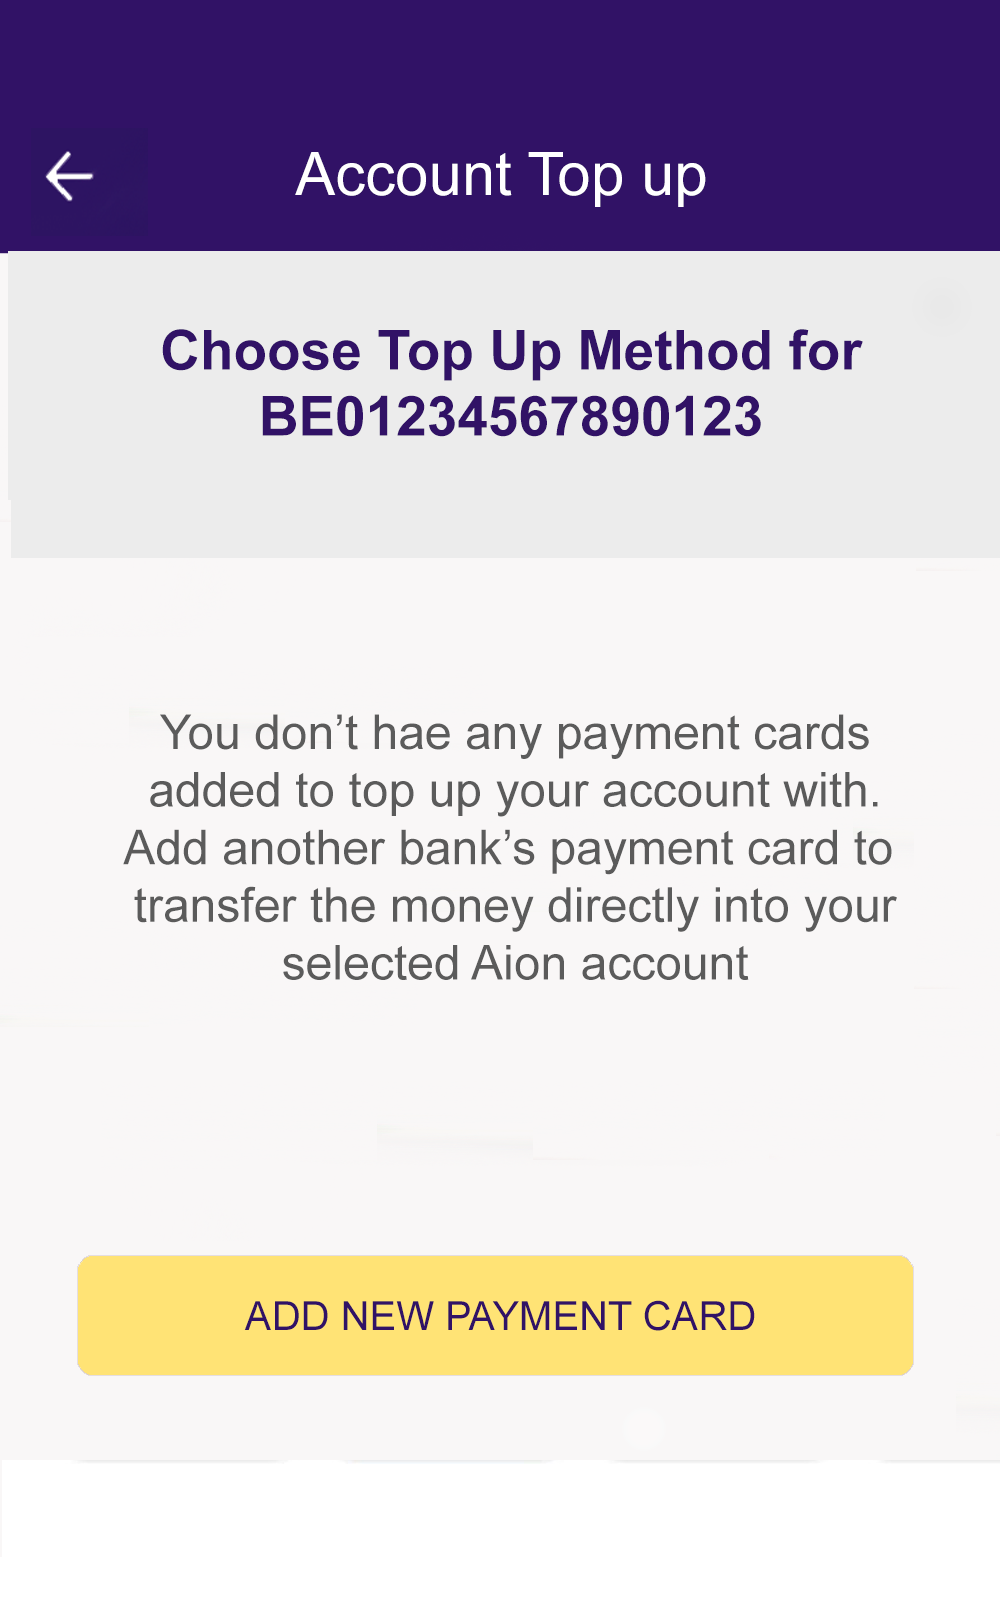 Account Top up
Choose Top Up Method for
BE01234567890123
You don’t hae any payment cards
added to top up your account with.
Add another bank’s payment card to
transfer the money directly into your
selected Aion account
ADD NEW PAYMENT CARD